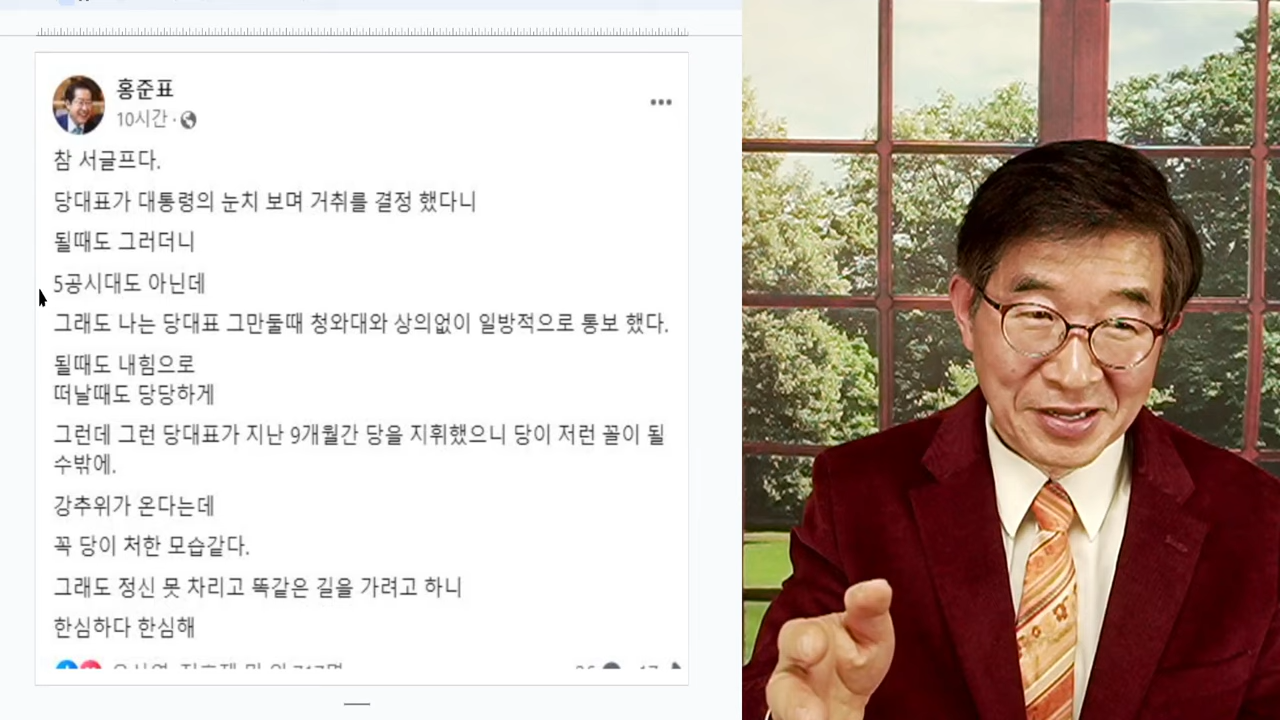 홍준표
10시간 ·
참 서글프다.
당대표가 대통령의 눈치 보며 거취를 결정 했다니
될때도 그러더니
5공시대도 아닌데
그래도 나는 당대표 그만둘때 청와대와 상의없이 일방적으로 통보 했다.
될때도 내힘으로
떠날때도 당당하게
그런데 그런 당대표가 지난 9개월간 당을 지휘했으니 당이 저런 꼴이 될
수밖에.
강추위가 온다는데
꼭 당이 처한 모습같다.
그래도 정신 못 차리고 똑같은 길을 가려고 하니
한심하다 한심해